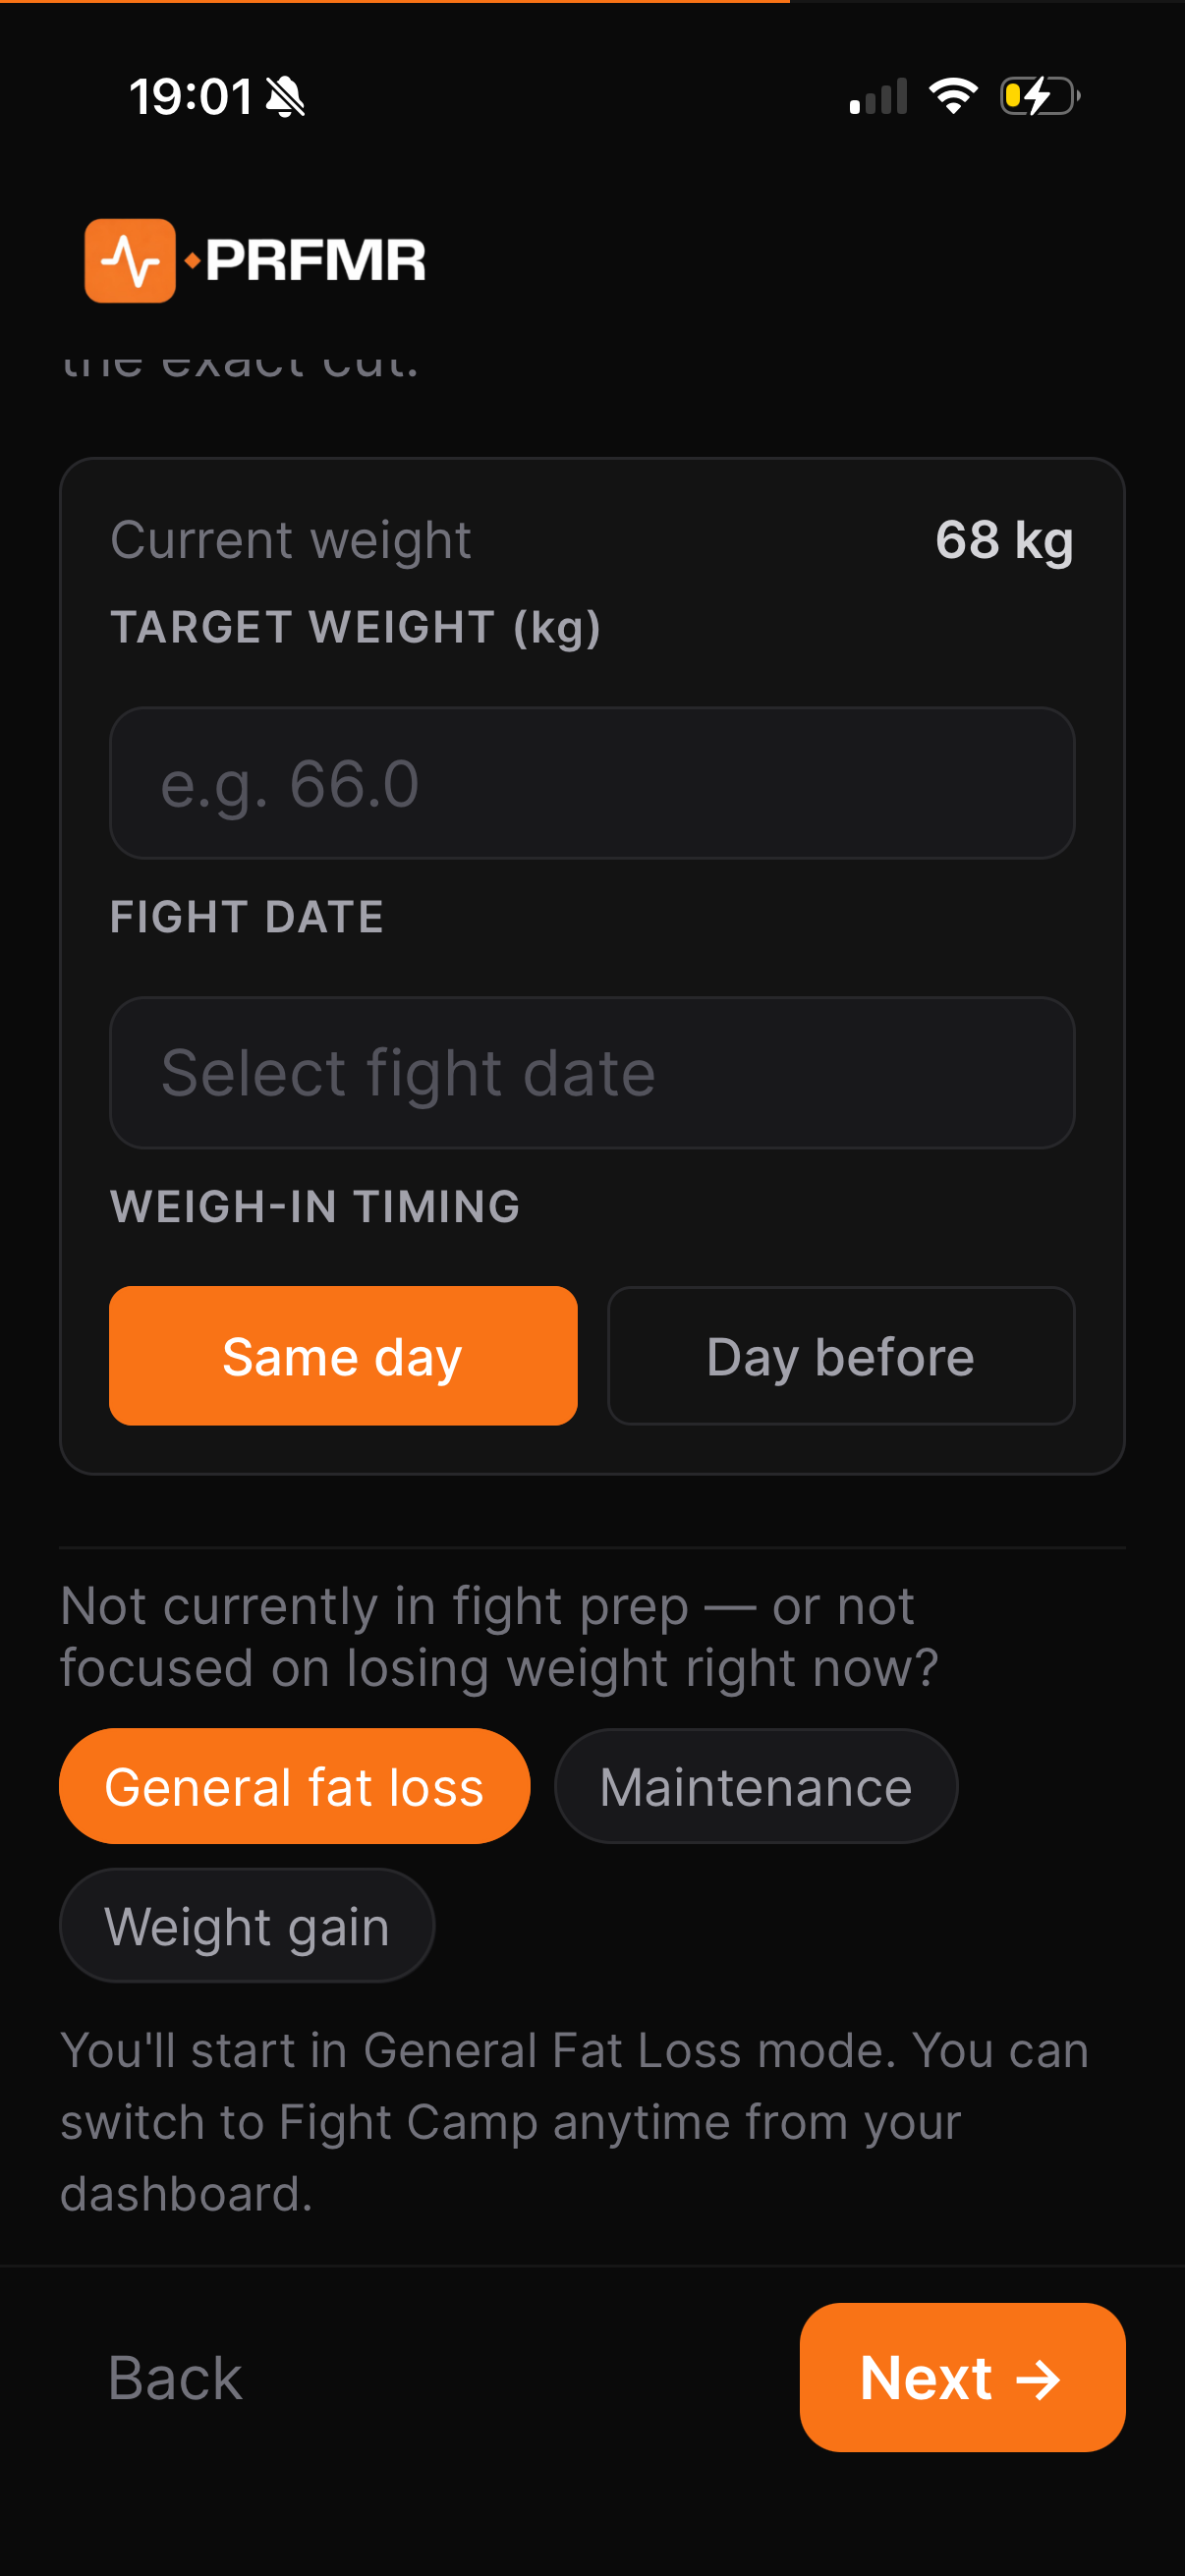 19:01
PRFMR
the exact cut.
Current weight 68 kg
TARGET WEIGHT (kg)
e.g. 66.0
FIGHT DATE
Select fight date
WEIGH-IN TIMING
Same day Day before
Not currently in fight prep — or not
focused on losing weight right now?
General fat loss Maintenance
Weight gain
You'll start in General Fat Loss mode. You can
switch to Fight Camp anytime from your
dashboard.
Back Next →